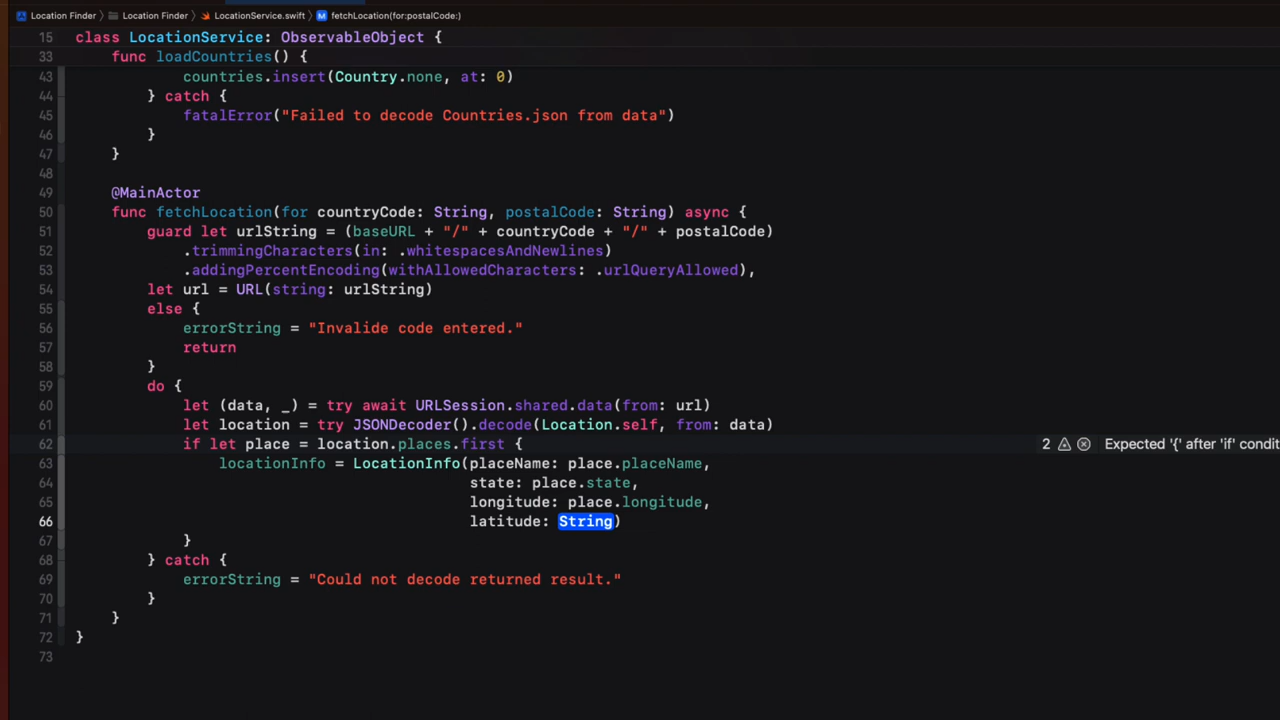 Location Finder Location Finder LocationService.swift M fetchLocation(for:postalCode:)
15 class LocationService: ObservableObject {
33 func loadCountries() {
43 countries.insert(Country.none, at: 0)
44 } catch {
45 fatalError("Failed to decode Countries.json from data")
46 }
47 }
48
49 @MainActor
50 func fetchLocation(for countryCode: String, postalCode: String) async {
51 guard let urlString = (baseURL + "/" + countryCode + "/" + postalCode)
52 .trimmingCharacters(in: .whitespacesAndNewlines)
53 .addingPercentEncoding(withAllowedCharacters: .urlQueryAllowed),
54 let url = URL(string: urlString)
55 else {
56 errorString = "Invalide code entered."
57 return
58 }
59 do {
60 let (data, _) = try await URLSession.shared.data(from: url)
61 let location = try JSONDecoder().decode(Location.self, from: data)
62 if let place = location.places.first { 2 Expected '{' after 'if' condit
63 locationInfo = LocationInfo(placeName: place.placeName,
64 state: place.state,
65 longitude: place.longitude,
66 latitude: String)
67 }
68 } catch {
69 errorString = "Could not decode returned result."
70 }
71 }
72 }
73